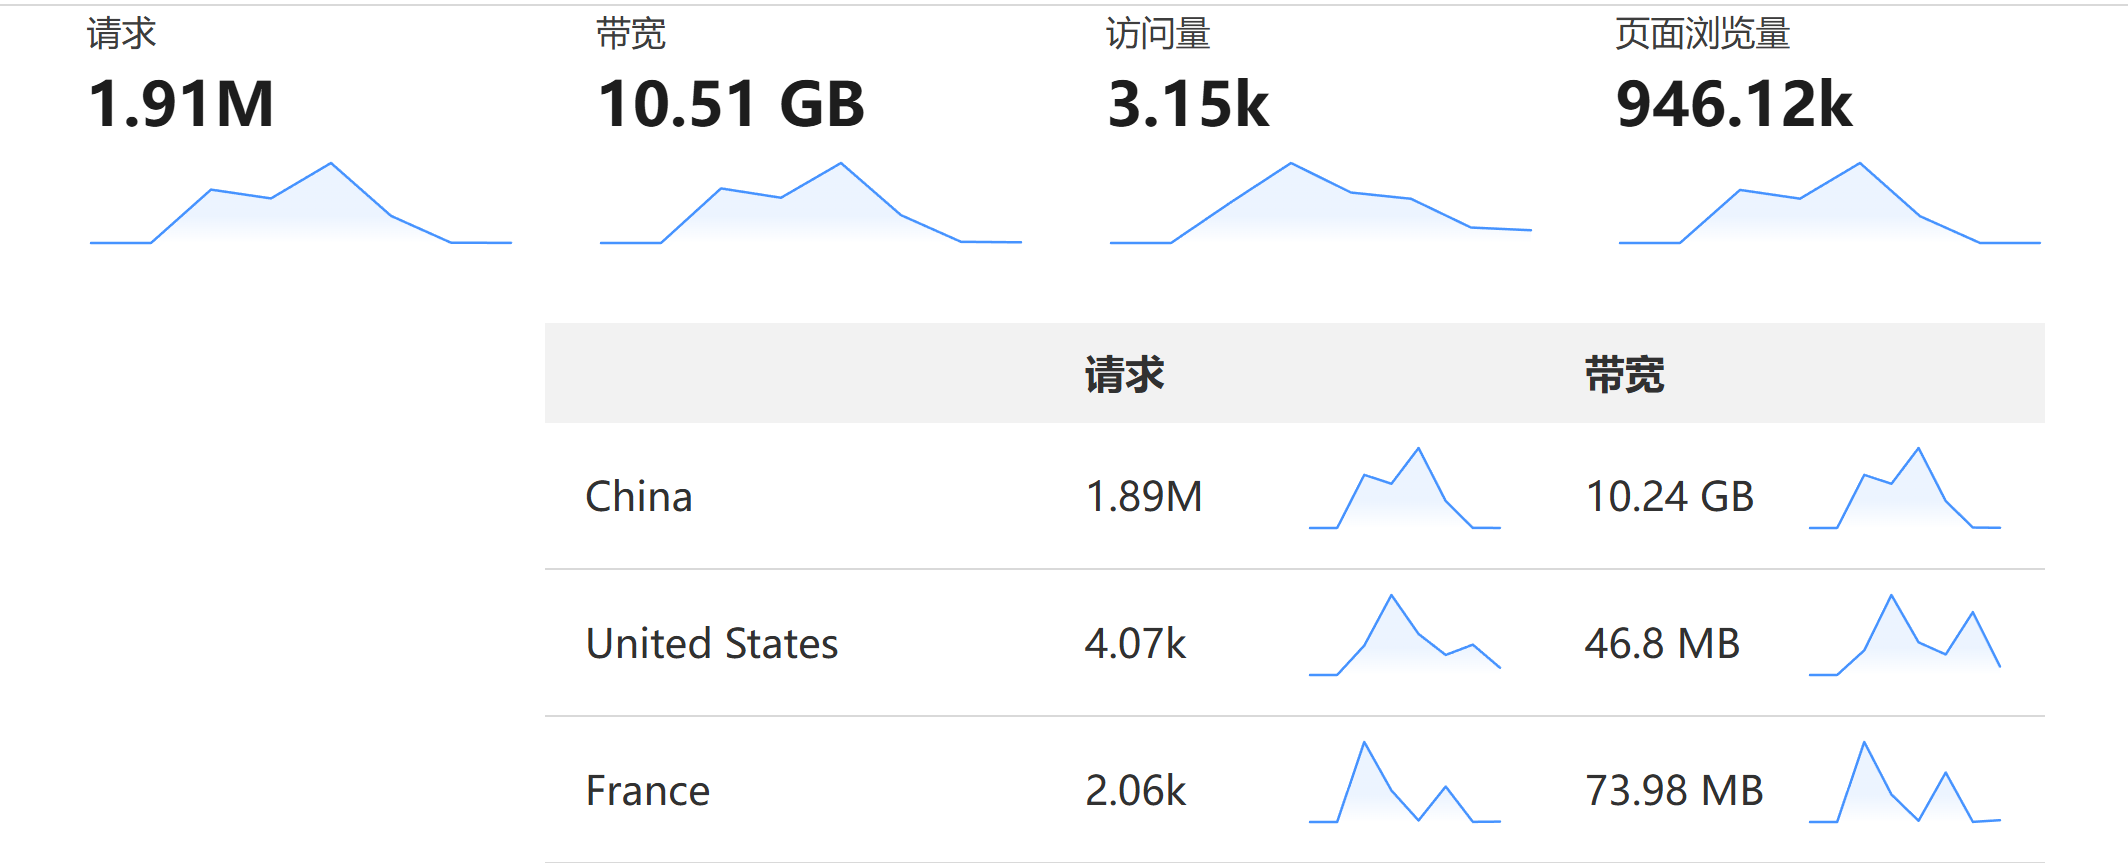 请求
1.91M
带宽
10.51 GB
访问量
3.15k
页面浏览量
946.12k
请求 带宽
China 1.89M 10.24 GB
United States 4.07k 46.8 MB
France 2.06k 73.98 MB